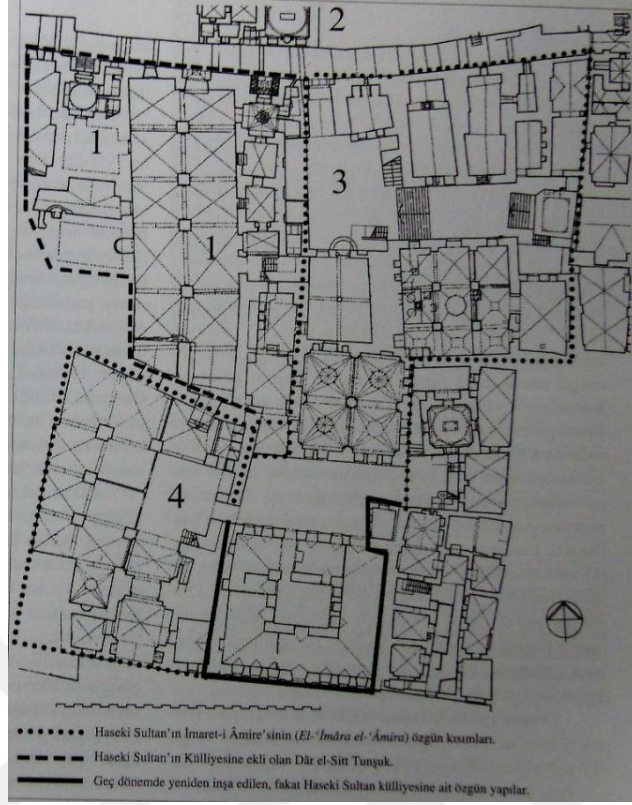 2
1
3
1
4
Haseki Sultan'ın İmaret-i Âmire'sinin (El-‘İmâra el-‘Âmira) özgün kısımları.
Haseki Sultan'ın Külliyesine ekli olan Dâr el-Sitt Tunşuk.
Geç dönemde yeniden inşa edilen, fakat Haseki Sultan külliyesine ait özgün yapılar.